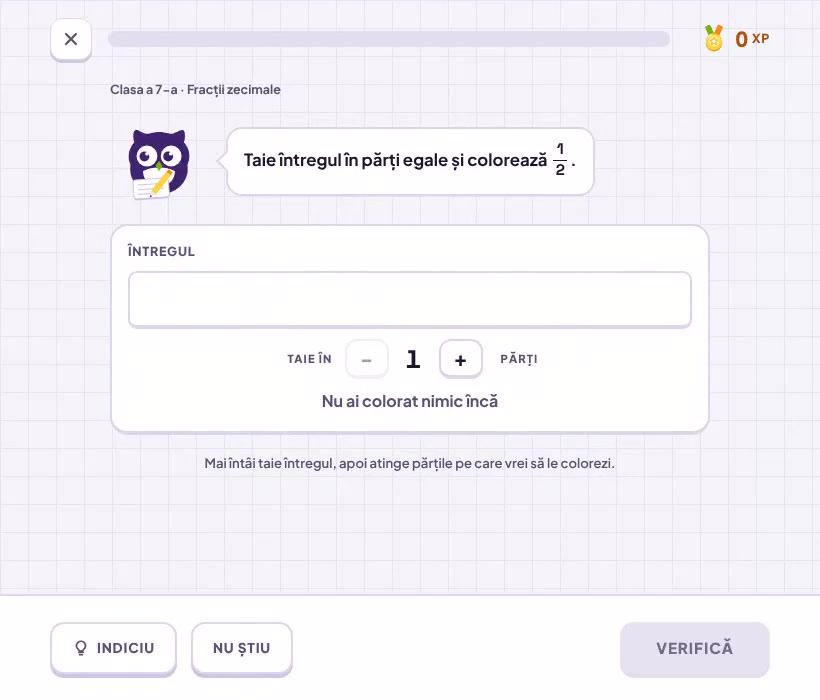 0 XP
Clasa a 7-a · Fracții zecimale
Taie întregul în părți egale și colorează 1/2.
ÎNTREGUL
TAIE ÎN − 1 + PĂRȚI
Nu ai colorat nimic încă
Mai întâi taie întregul, apoi atinge părțile pe care vrei să le colorezi.
INDICIU
NU ȘTIU
VERIFICĂ